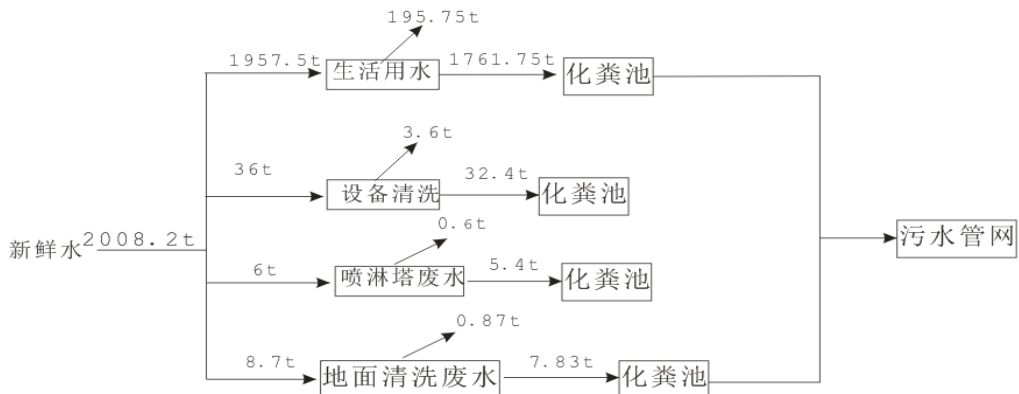 195.75t
1957.5t
生活用水
1761.75t
化粪池
3.6t
36t
设备清洗
32.4t
化粪池
新鲜水
2008.2t
0.6t
6t
喷淋塔废水
5.4t
化粪池
污水管网
0.87t
8.7t
地面清洗废水
7.83t
化粪池